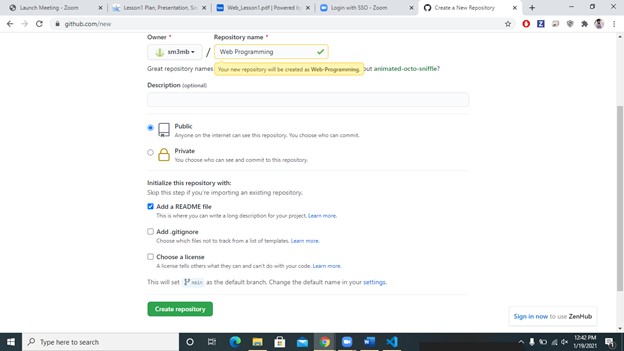 Launch Meeting - Zoom
Lesson1 Plan, Presentation, So
Web_Lesson1.pdf | Powered b
Login with SSO - Zoom
Create a New Repository
github.com/new
Owner *
Repository name *
sm3mb
/
Web Programming
Great repository names
out animated-octo-sniffle?
Your new repository will be created as Web-Programming.
Description (optional)
Public
Anyone on the internet can see this repository. You choose who can commit.
Private
You choose who can see and commit to this repository.
Initialize this repository with:
Skip this step if you're importing an existing repository.
Add a README file
This is where you can write a long description for your project. Learn more.
Add .gitignore
Choose which files not to track from a list of templates. Learn more.
Choose a license
A license tells others what they can and can't do with your code. Learn more.
This will set main as the default branch. Change the default name in your settings.
Create repository
Sign in now to use ZenHub
Type here to search
12:42 PM
1/19/2021